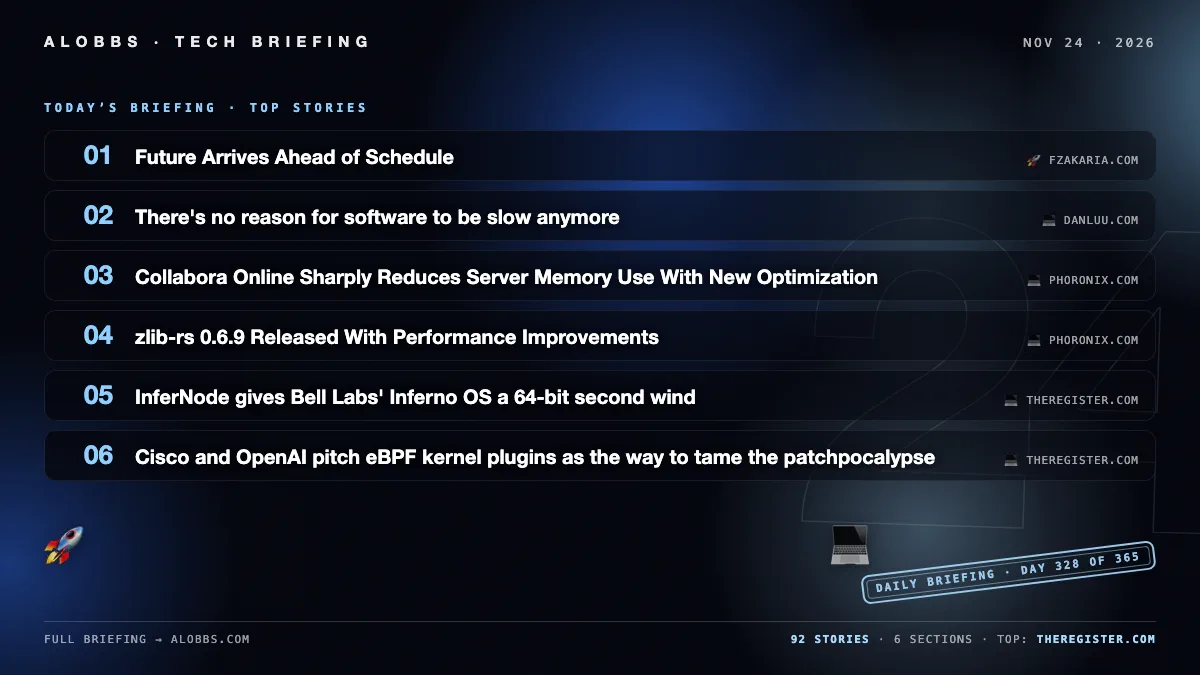 ALOBBS · TECH BRIEFING
NOV 24 · 2026
TODAY'S BRIEFING · TOP STORIES
01 Future Arrives Ahead of Schedule FZAKARIA.COM
02 There's no reason for software to be slow anymore DANLUU.COM
03 Collabora Online Sharply Reduces Server Memory Use With New Optimization PHORONIX.COM
04 zlib-rs 0.6.9 Released With Performance Improvements PHORONIX.COM
05 InferNode gives Bell Labs' Inferno OS a 64-bit second wind THEREGISTER.COM
06 Cisco and OpenAI pitch eBPF kernel plugins as the way to tame the patchpocalypse THEREGISTER.COM
24
DAILY BRIEFING · DAY 328 OF 365
FULL BRIEFING → ALOBBS.COM
92 STORIES · 6 SECTIONS · TOP: THEREGISTER.COM